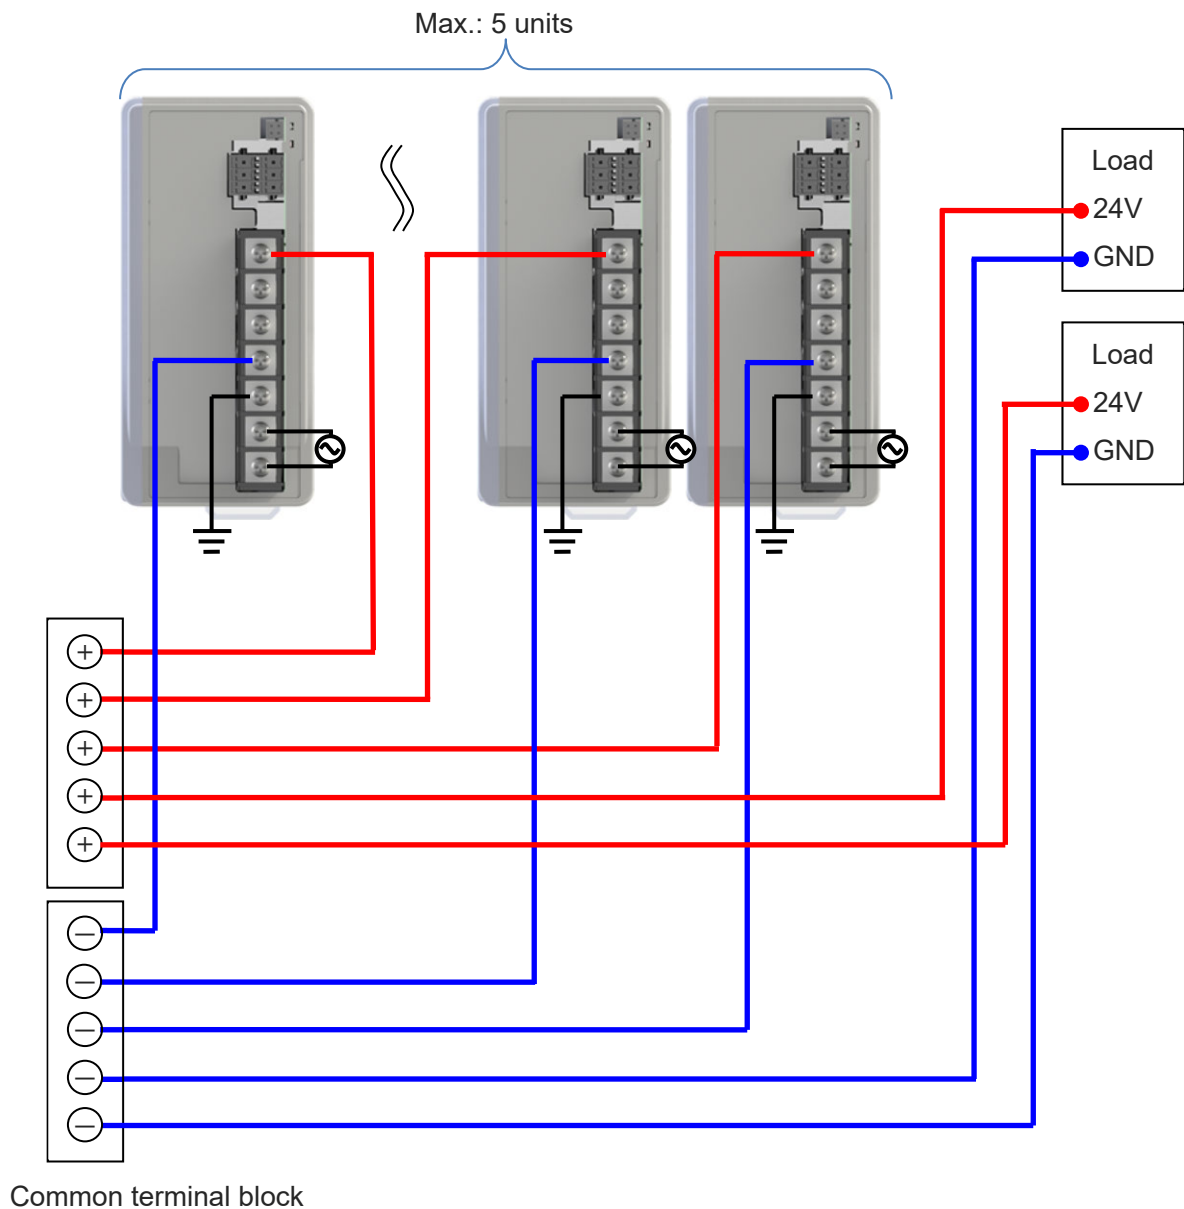 Max.: 5 units
Load
24V
GND
Load
24V
GND
+
+
+
+
+
—
—
—
—
—
Common terminal block